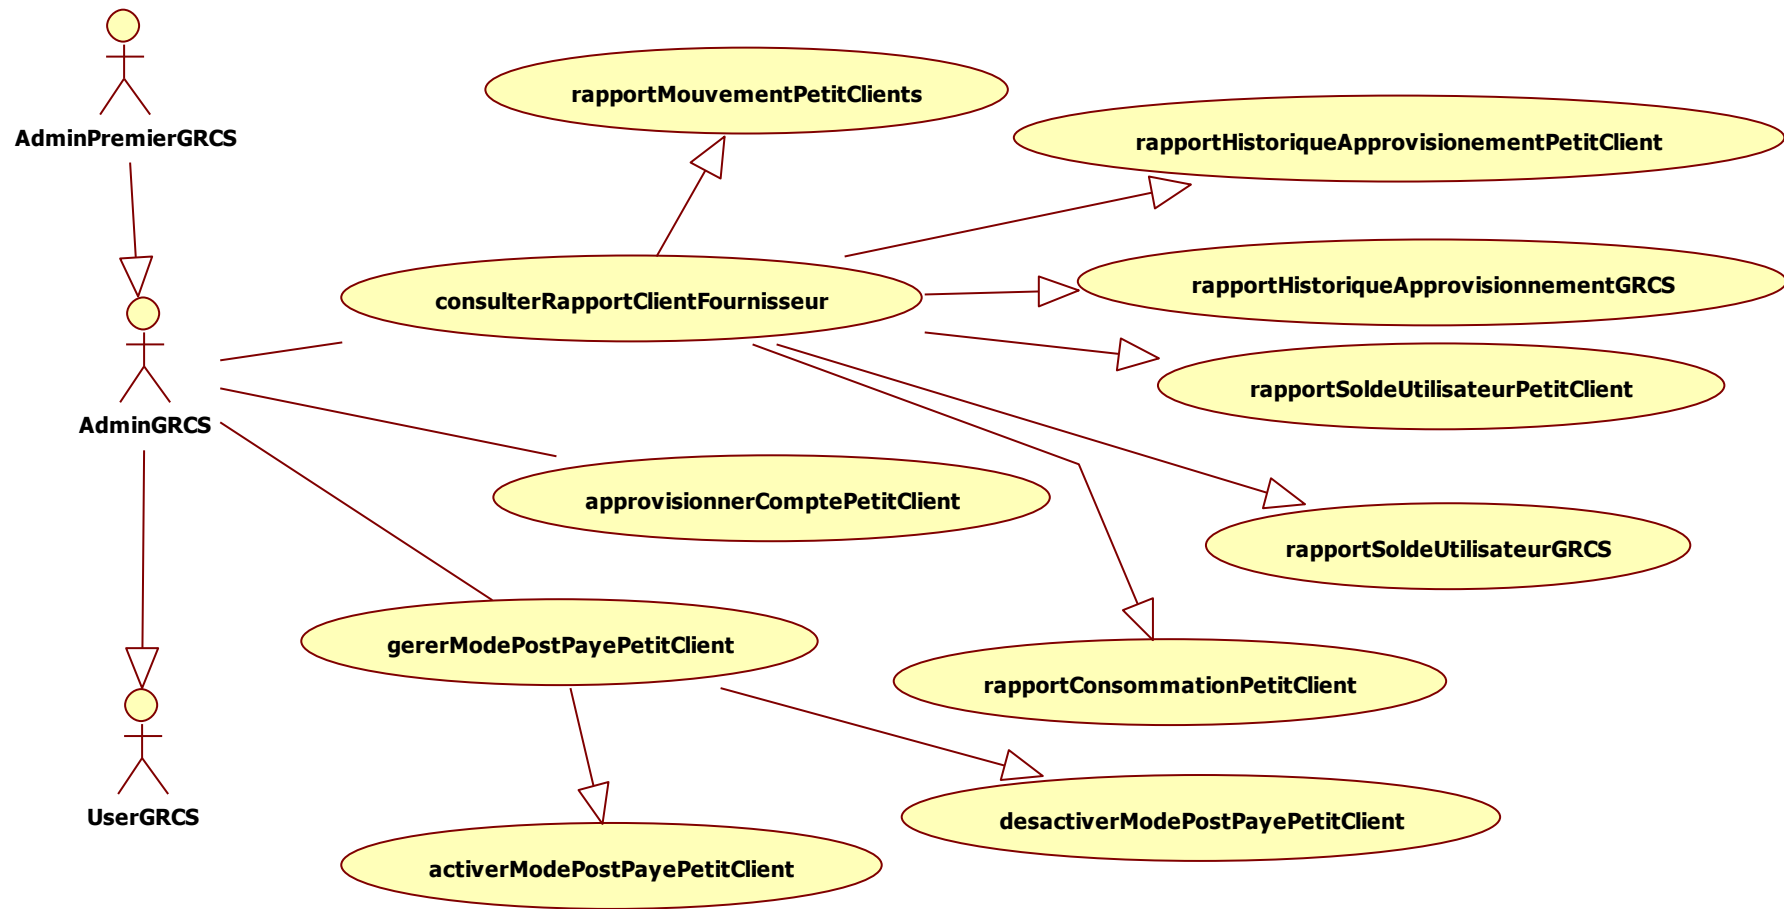 AdminPremierGRCS
rapportMouvementPetitClients
rapportHistoriqueApprovisionementPetitClient
consulterRapportClientFournisseur
rapportHistoriqueApprovisionnementGRCS
rapportSoldeUtilisateurPetitClient
AdminGRCS
approvisionnerComptePetitClient
rapportSoldeUtilisateurGRCS
gererModePostPayePetitClient
rapportConsommationPetitClient
UserGRCS
desactiverModePostPayePetitClient
activerModePostPayePetitClient